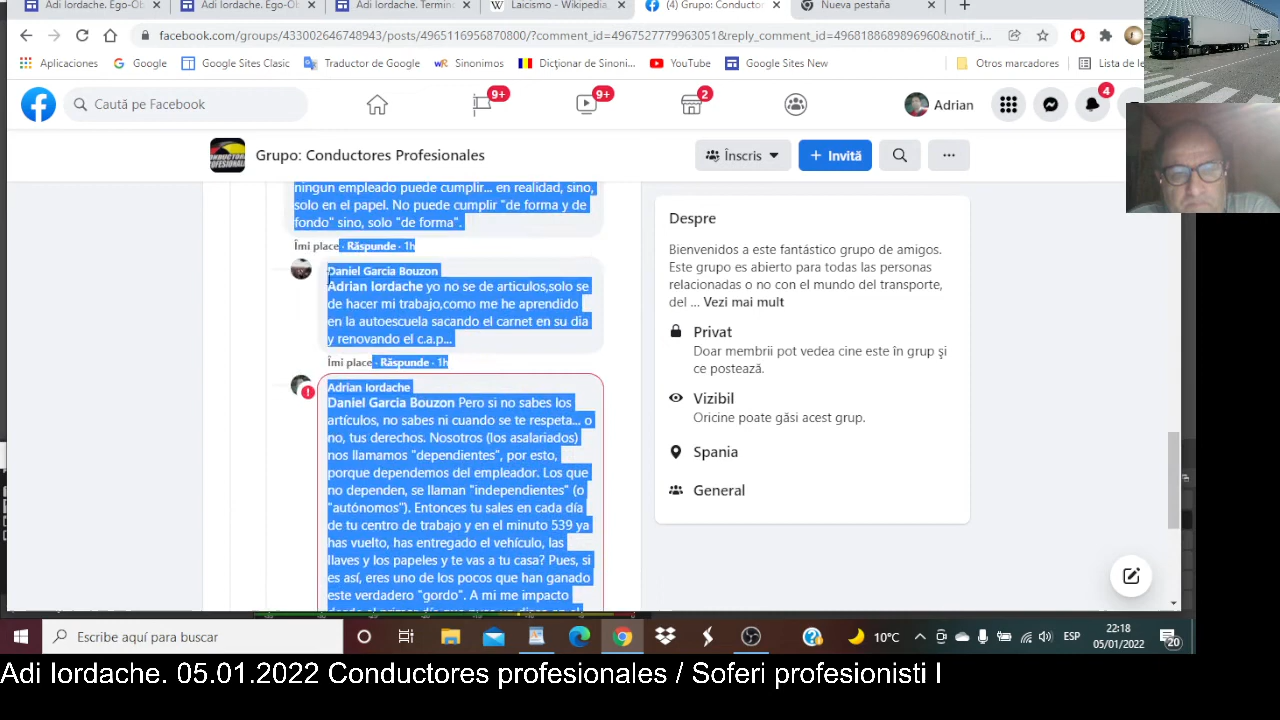 Adi Iordache. Ego-Ob
Adi Iordache. Ego-Ob
Adi Iordache. Termin
Laicismo - Wikipedia,
(4) Grupo: Conductor
Nueva pestaña
facebook.com/groups/433002646748943/posts/4965116956870800/?comment_id=4967527779963051&reply_comment_id=4968188689896960&notif_i...
Aplicaciones
Google
Google Sites Clasic
Traductor de Google
Sinonimos
Dicționar de Sinoni...
YouTube
Google Sites New
Otros marcadores
Lista de le
Caută pe Facebook
9+
9+
2
Adrian
4
Grupo: Conductores Profesionales
Înscris
+ Invită
ningun empleado puede cumplir... en realidad, sino,
solo en el papel. No puede cumplir "de forma y de
fondo" sino, solo "de forma".
Îmi place · Răspunde · 1h
Daniel Garcia Bouzon
Adrian Iordache yo no se de articulos,solo se
de hacer mi trabajo,como me he aprendido
en la autoescuela sacando el carnet en su día
y renovando el c.a.p...
Îmi place · Răspunde · 1h
Adrian Iordache
Daniel Garcia Bouzon Pero si no sabes los
artículos, no sabes ni cuando se te respeta... o
no, tus derechos. Nosotros (los asalariados)
nos llamamos "dependientes", por esto,
porque dependemos del empleador. Los que
no dependen, se llaman "independientes" (o
"autónomos"). Entonces tu sales en cada día
de tu centro de trabajo y en el minuto 539 ya
has vuelto, has entregado el vehículo, las
llaves y los papeles y te vas a tu casa? Pues, si
es así, eres uno de los pocos que han ganado
este verdadero "gordo". A mi me impacto
Despre
Bienvenidos a este fantástico grupo de amigos.
Este grupo es abierto para todas las personas
relacionadas o no con el mundo del transporte,
del ... Vezi mai mult
Privat
Doar membrii pot vedea cine este în grup și
ce postează.
Vizibil
Oricine poate găsi acest grup.
Spania
General
Escribe aquí para buscar
10°C
ESP
22:18
05/01/2022
20
Adi Iordache. 05.01.2022 Conductores profesionales / Soferi profesionisti I